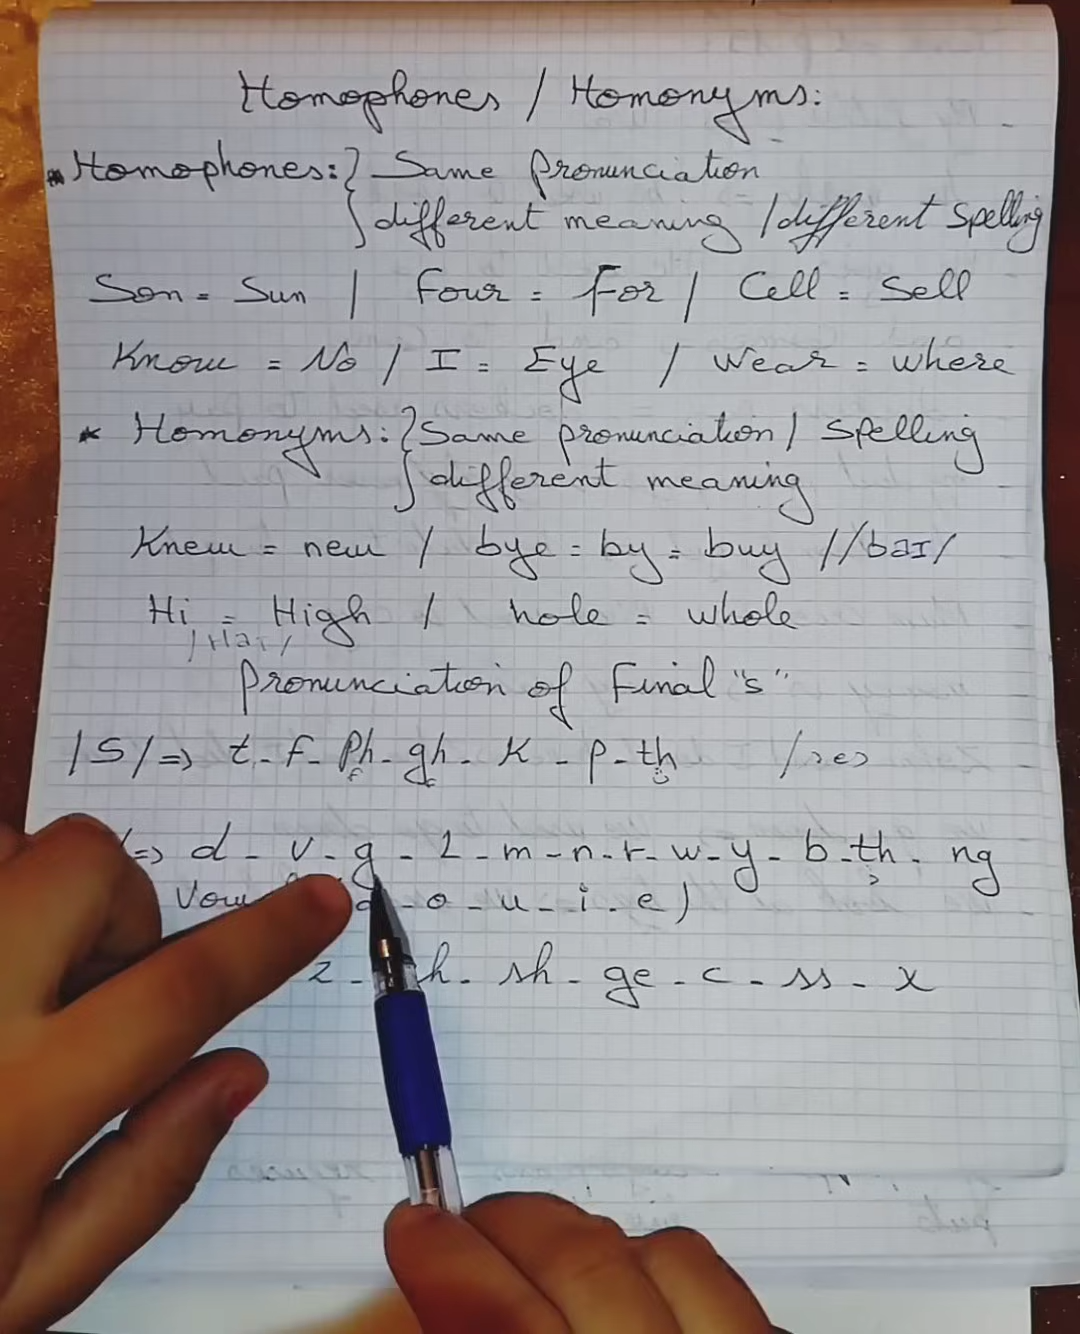 Homophones / Homonyms:
* Homophones: } Same pronunciation
{ different meaning / different spelling
Son = Sun / Four = For / Cell = Sell
Know = No / I = Eye / Wear = where
* Homonyms: } Same pronunciation / spelling
{ different meaning
Knew = new / bye = by = buy // baI /
Hi = High / hole = whole
/ HaI /
Pronunciation of Final "s"
/S/ => t - f - Ph - gh - K - p - th
=> d - v - g - l - m - n - r - w - y - b - th - ng
o - u - i - e )
z - h - sh - ge - c - ss - x